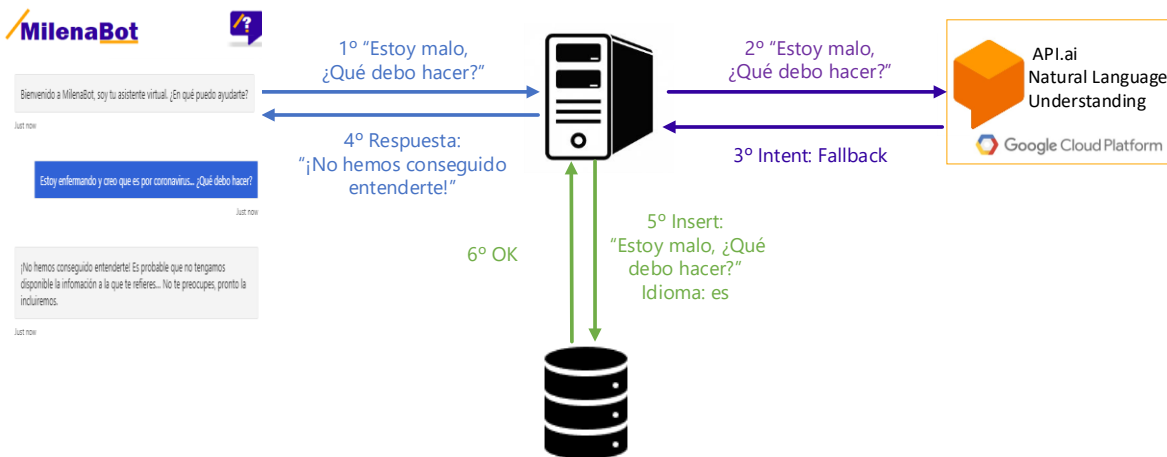 MilenaBot
/?
Bienvenido a MilenaBot, soy tu asistente virtual. ¿En qué puedo ayudarte?
Just now
Estoy enfermando y creo que es por coronavirus... ¿Qué debo hacer?
Just now
¡No hemos conseguido entenderte! Es probable que no tengamos
disponible la infomación a la que te refieres... No te preocupes, pronto la
incluiremos.
Just now
1º “Estoy malo,
¿Qué debo hacer?”
4º Respuesta:
“¡No hemos conseguido
entenderte!”
2º “Estoy malo,
¿Qué debo hacer?”
3º Intent: Fallback
API.ai
Natural Language
Understanding
Google Cloud Platform
6º OK
5º Insert:
“Estoy malo, ¿Qué
debo hacer?”
Idioma: es